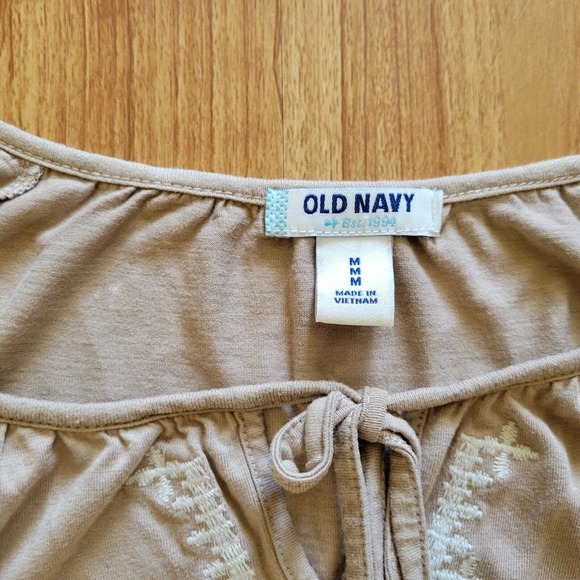 OLD NAVY
Est. 1994
M
M
M
MADE IN
VIETNAM